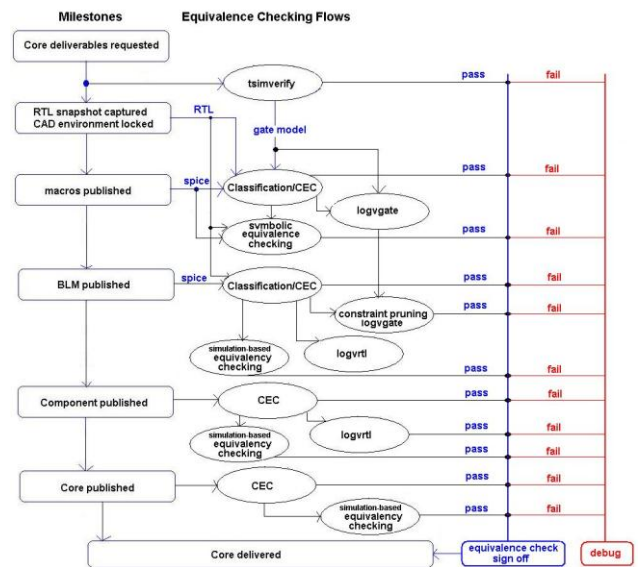 Milestones
Equivalence Checking Flows
Core deliverables requested
tsimverify
pass
fail
RTL snapshot captured
CAD environment locked
RTL
gate model
macros published
spice
Classification/CEC
pass
fail
logvgate
symbolic
equivalence
checking
pass
fail
BLM published
spice
Classification/CEC
pass
fail
constraint pruning
logvgate
pass
fail
simulation-based
equivalency
checking
logvrtl
pass
fail
Component published
CEC
pass
fail
simulation-based
equivalency
checking
logvrtl
pass
fail
pass
fail
Core published
CEC
pass
fail
simulation-based
equivalency
checking
pass
fail
Core delivered
equivalence check
sign off
debug